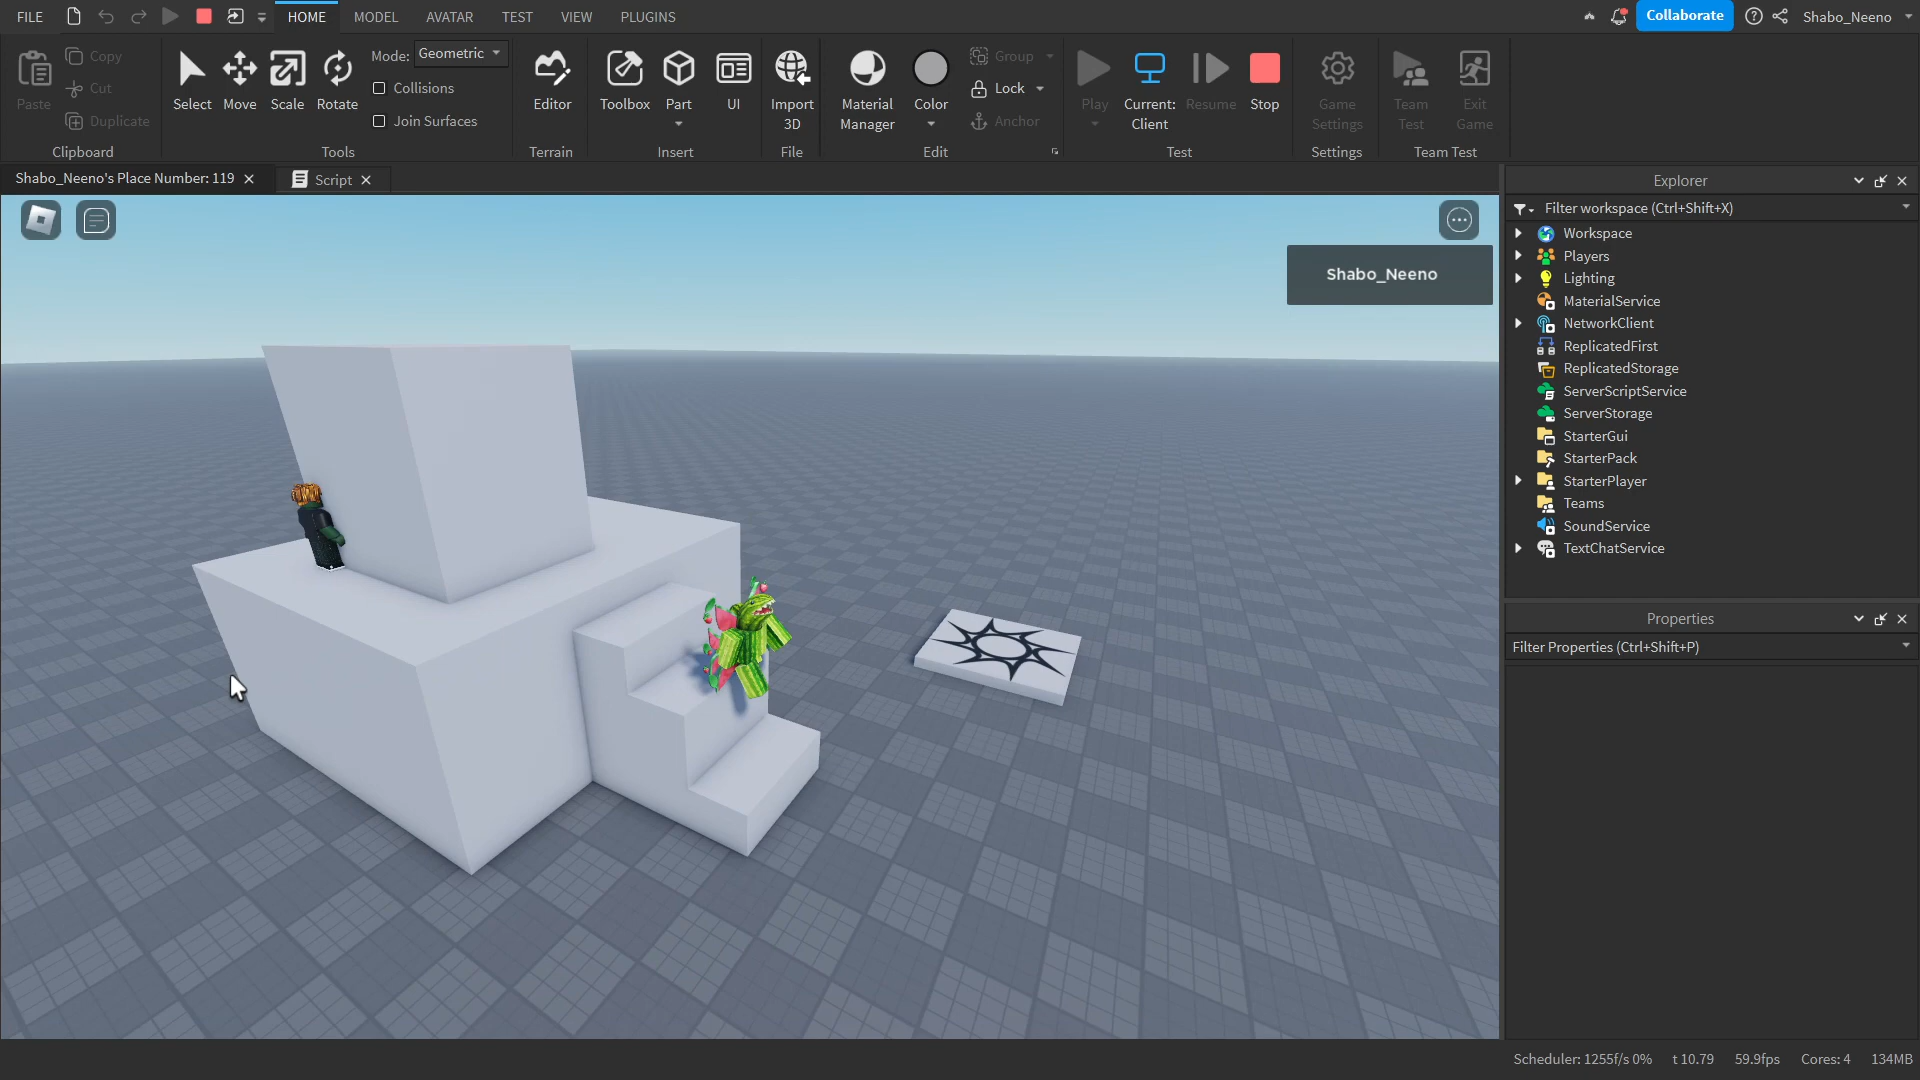 FILE HOME MODEL AVATAR TEST VIEW PLUGINS Collaborate Shabo_Neeno
Paste Copy Cut Duplicate
Clipboard
Select Move Scale Rotate
Mode: Geometric
Collisions
Join Surfaces
Tools
Editor
Terrain
Toolbox Part UI
Insert
Import 3D
File
Material Manager
Color
Group
Lock
Anchor
Edit
Play Current: Client Resume Stop
Test
Game Settings
Settings
Team Test Exit Game
Team Test
Shabo_Neeno's Place Number: 119 Script
Shabo_Neeno
Explorer
Filter workspace (Ctrl+Shift+X)
Workspace
Players
Lighting
MaterialService
NetworkClient
ReplicatedFirst
ReplicatedStorage
ServerScriptService
ServerStorage
StarterGui
StarterPack
StarterPlayer
Teams
SoundService
TextChatService
Properties
Filter Properties (Ctrl+Shift+P)
Scheduler: 1255f/s 0% t 10.79 59.9fps Cores: 4 134MB